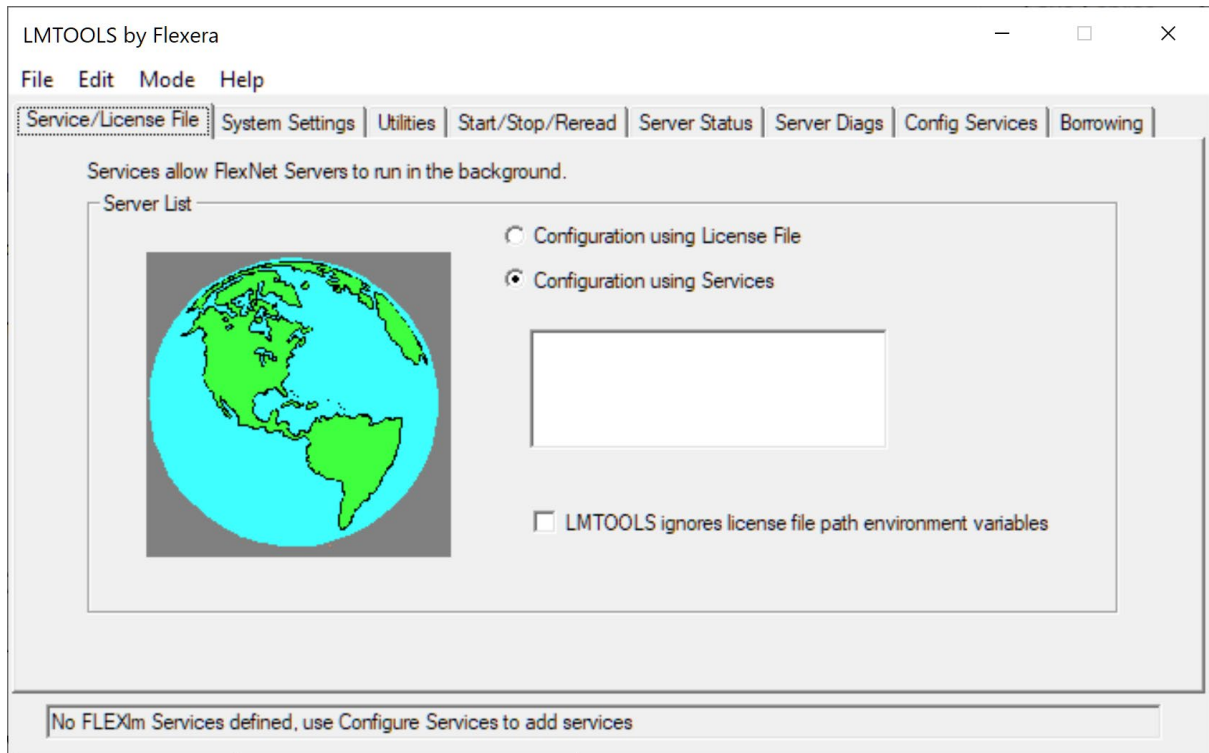 LMTOOLS by Flexera
File Edit Mode Help
Service/License File System Settings Utilities Start/Stop/Reread Server Status Server Diags Config Services Borrowing
Services allow FlexNet Servers to run in the background.
Server List
Configuration using License File
Configuration using Services
LMTOOLS ignores license file path environment variables
No FLEXlm Services defined, use Configure Services to add services